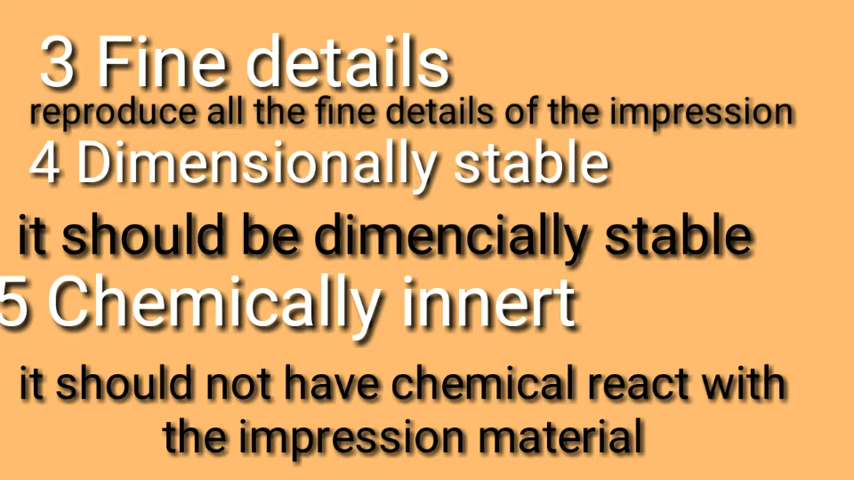 3 Fine details
reproduce all the fine details of the impression
4 Dimensionally stable
it should be dimencially stable
5 Chemically innert
it should not have chemical react with
the impression material